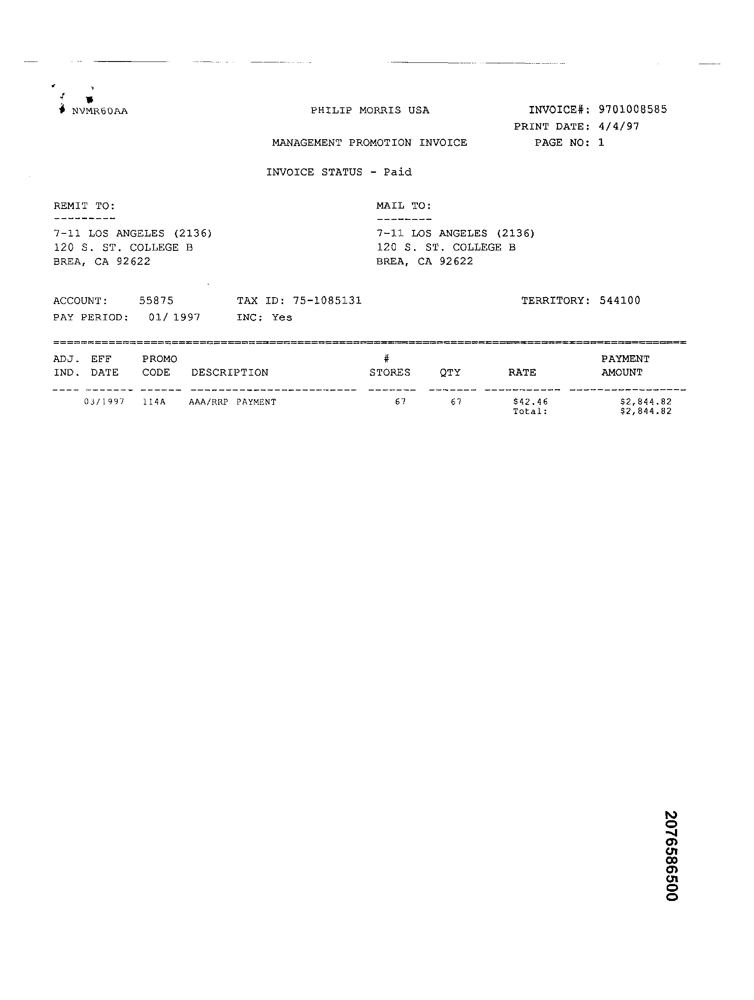 NVMR60AA PHILIP MORRIS USA INVOICE#: 9701008585
PRINT DATE: 4/4/97
MANAGEMENT PROMOTION INVOICE PAGE NO: 1
INVOICE STATUS - Paid
REMIT TO: MAIL TO:
--------- --------
7-11 LOS ANGELES (2136) 7-11 LOS ANGELES (2136)
120 S. ST. COLLEGE B 120 S. ST. COLLEGE B
BREA, CA 92622 BREA, CA 92622
ACCOUNT: 55875 TAX ID: 75-1085131 TERRITORY: 544100
PAY PERIOD: 01/ 1997 INC: Yes
ADJ. EFF PROMO # PAYMENT
IND. DATE CODE DESCRIPTION STORES QTY RATE AMOUNT
03/1997 114A AAA/RRP PAYMENT 67 67 $42.46 $2,844.82
Total: $2,844.82
2076586500